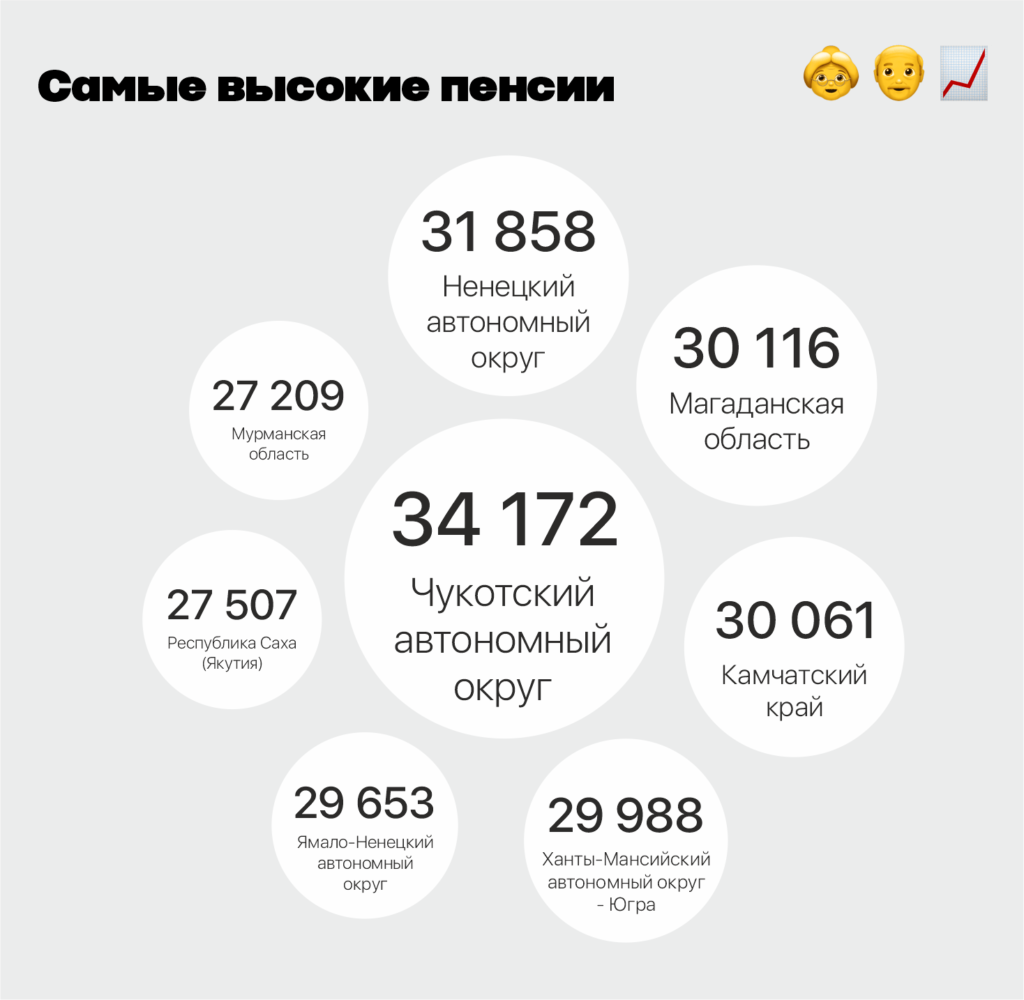 Самые высокие пенсии
31 858
Ненецкий
автономный
округ
30 116
Магаданская
область
27 209
Мурманская
область
34 172
Чукотский
автономный
округ
27 507
Республика Саха
(Якутия)
30 061
Камчатский
край
29 653
Ямало-Ненецкий
автономный
округ
29 988
Ханты-Мансийский
автономный округ
- Югра